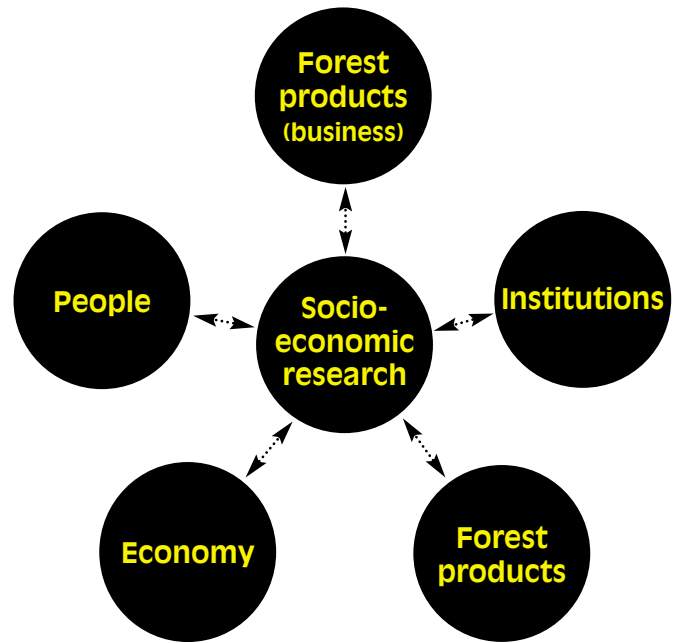 Forest
products
(business)
People
Institutions
Socio-
economic
research
Economy
Forest
products